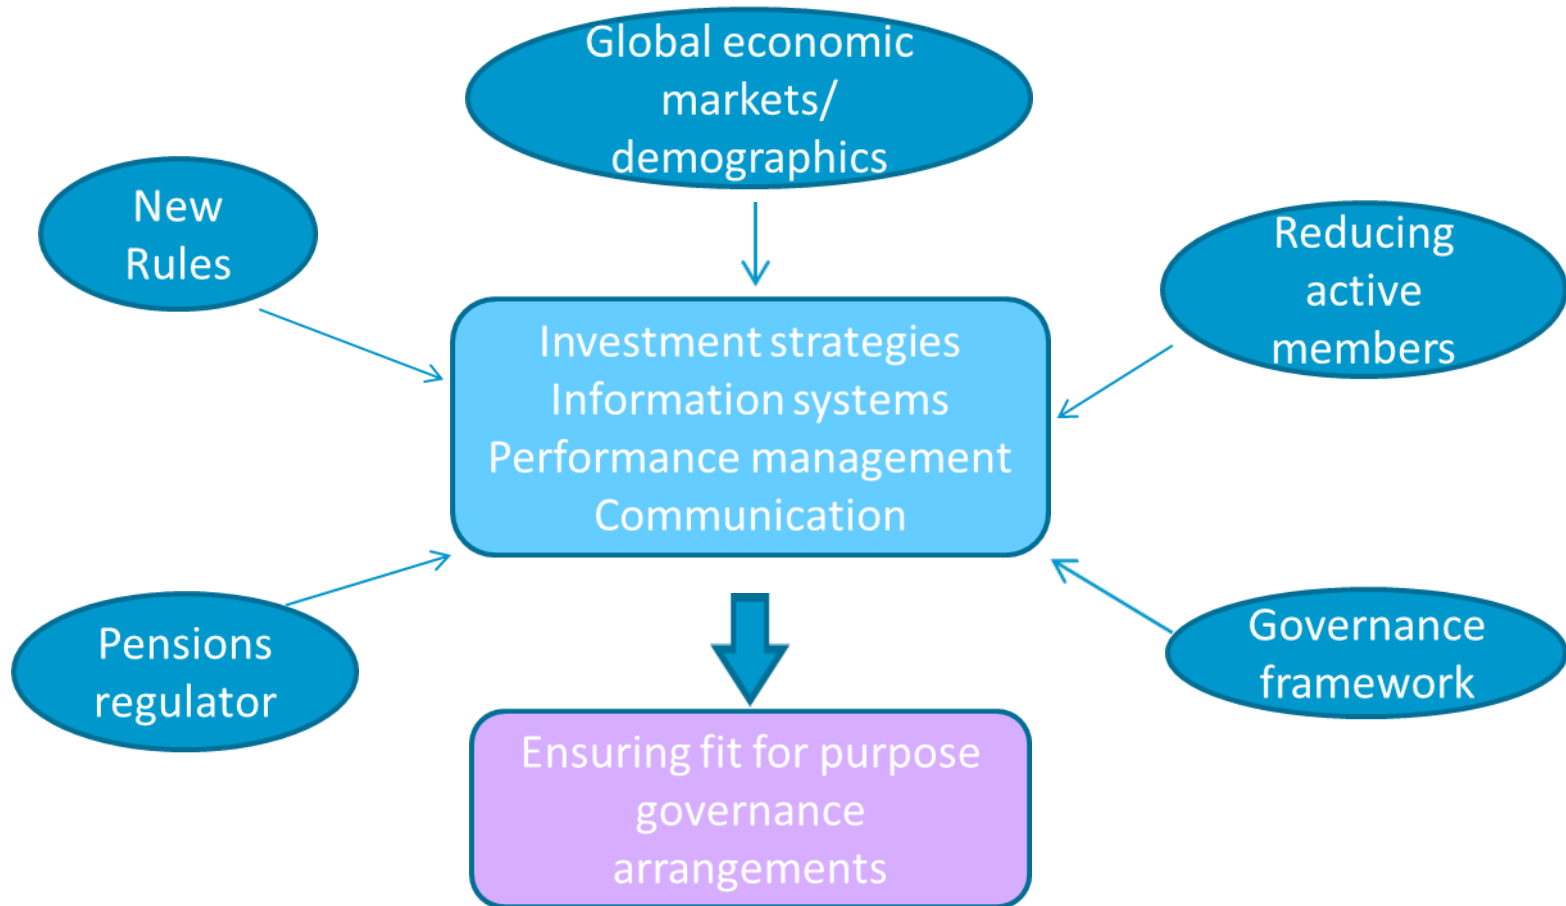 Global economic
markets/
demographics
New
Rules
Reducing
active
members
Investment strategies
Information systems
Performance management
Communication
Pensions
regulator
Governance
framework
Ensuring fit for purpose
governance
arrangements